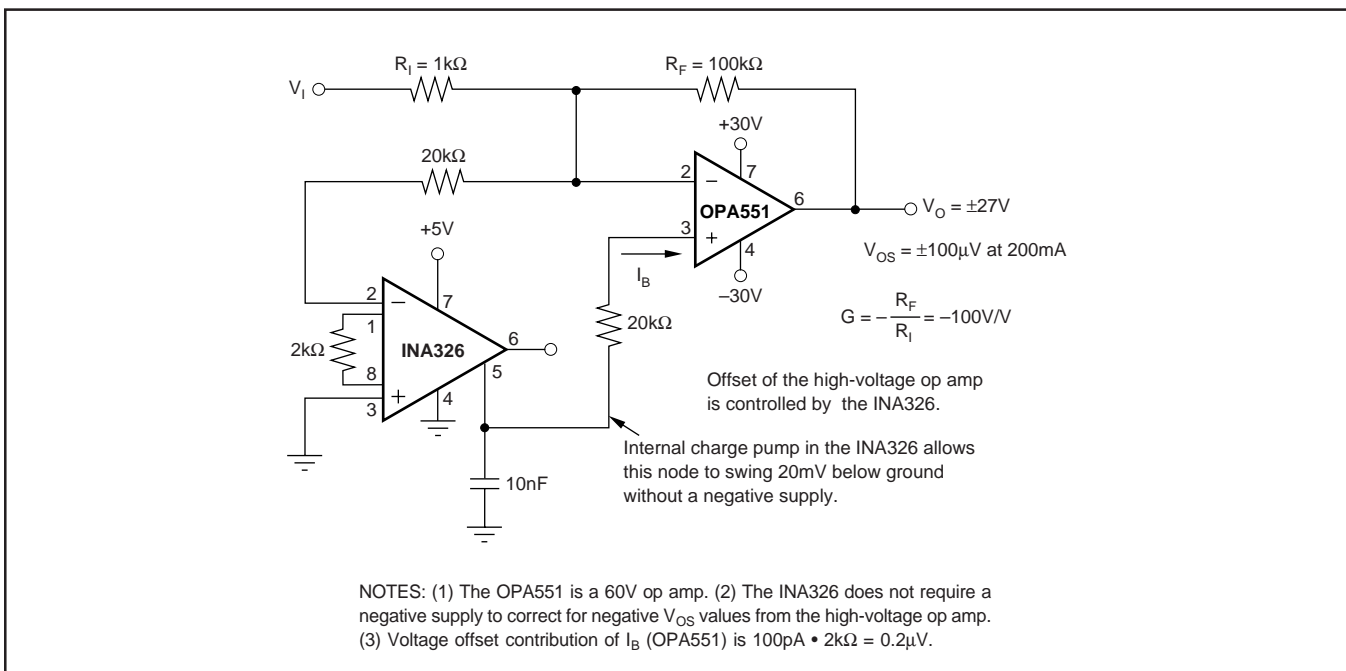 R_I = 1kΩ
R_F = 100kΩ
V_I
+30V
20kΩ
2
–
7
OPA551
6
V_O = ±27V
3
+
4
I_B
–30V
V_OS = ±100µV at 200mA
+5V
G = – R_F / R_I = –100V/V
2
–
7
1
20kΩ
2kΩ
INA326
6
8
5
+
4
3
Offset of the high-voltage op amp
is controlled by the INA326.
Internal charge pump in the INA326 allows
this node to swing 20mV below ground
without a negative supply.
10nF
NOTES: (1) The OPA551 is a 60V op amp. (2) The INA326 does not require a
negative supply to correct for negative V_OS values from the high-voltage op amp.
(3) Voltage offset contribution of I_B (OPA551) is 100pA • 2kΩ = 0.2µV.